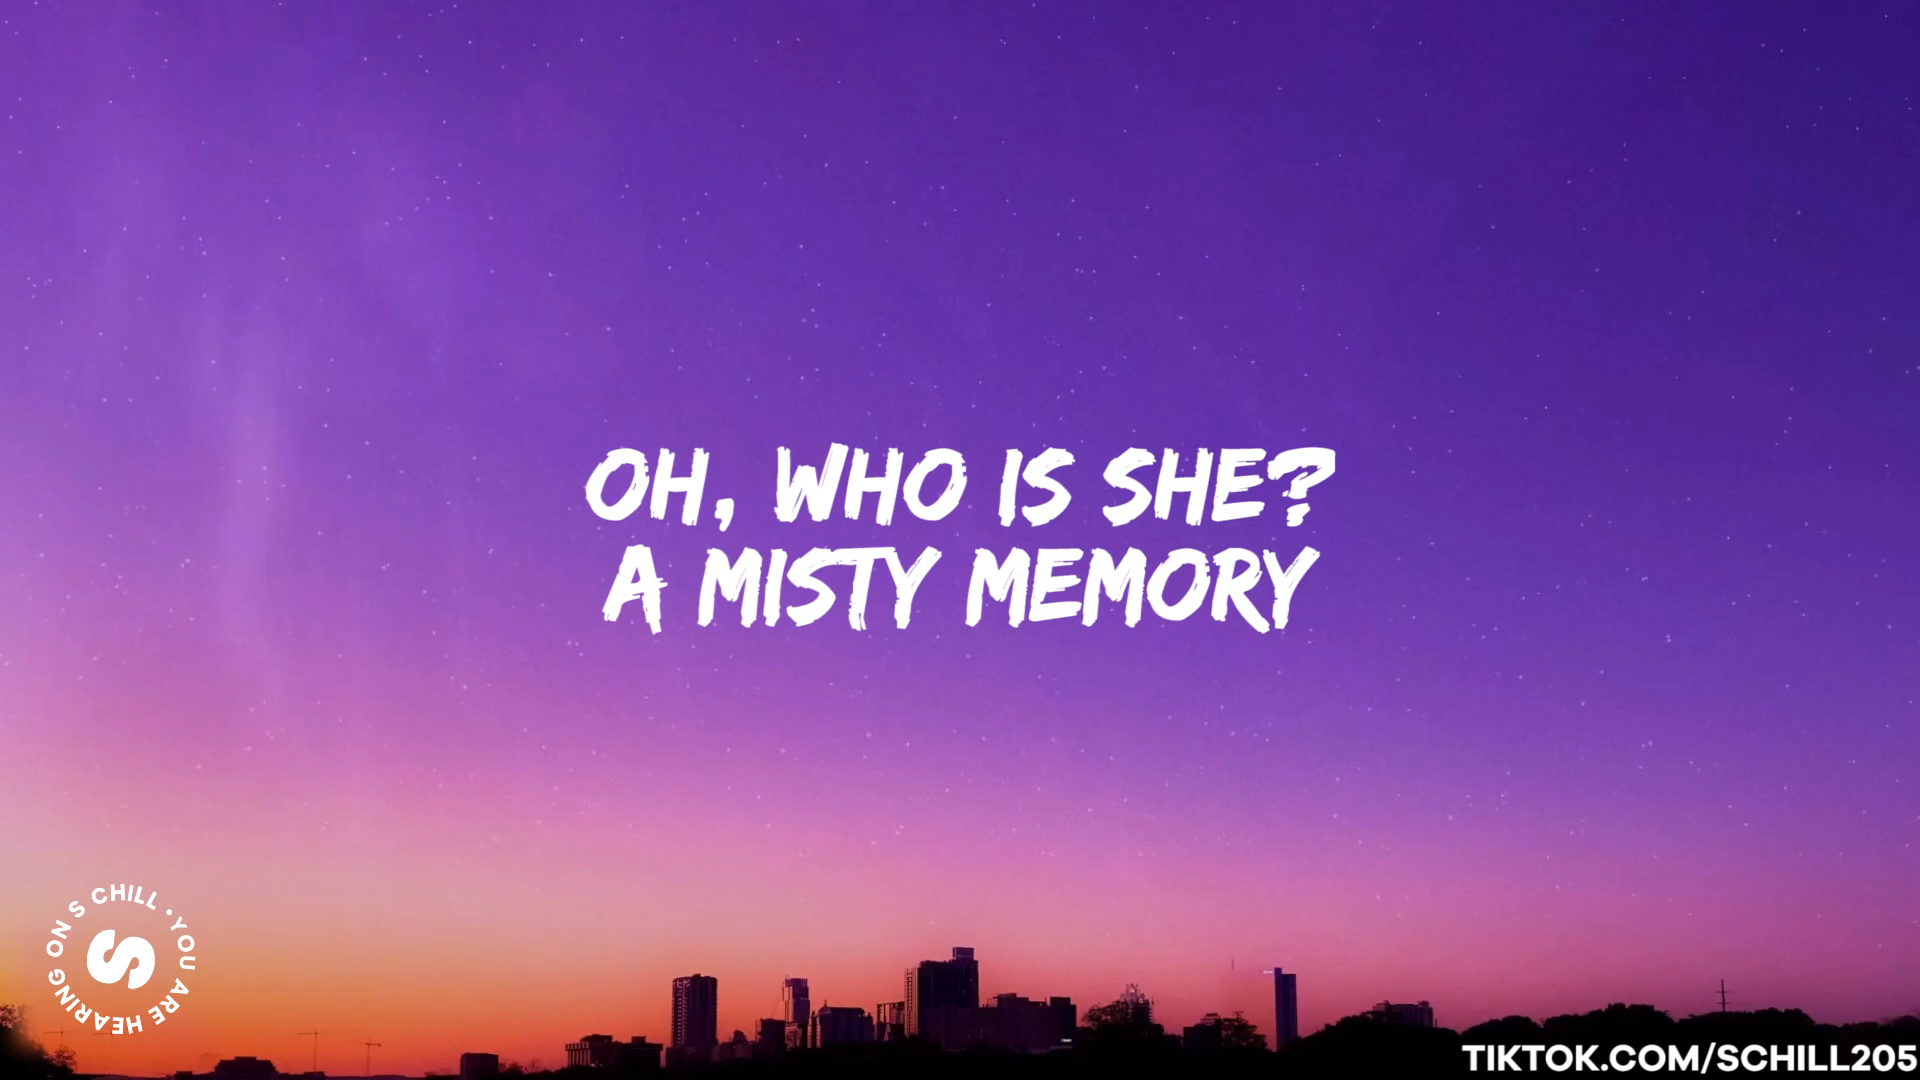 OH, WHO IS SHE?
A MISTY MEMORY
YOU ARE HEARING ON S CHILL •
S
TIKTOK.COM/SCHILL205